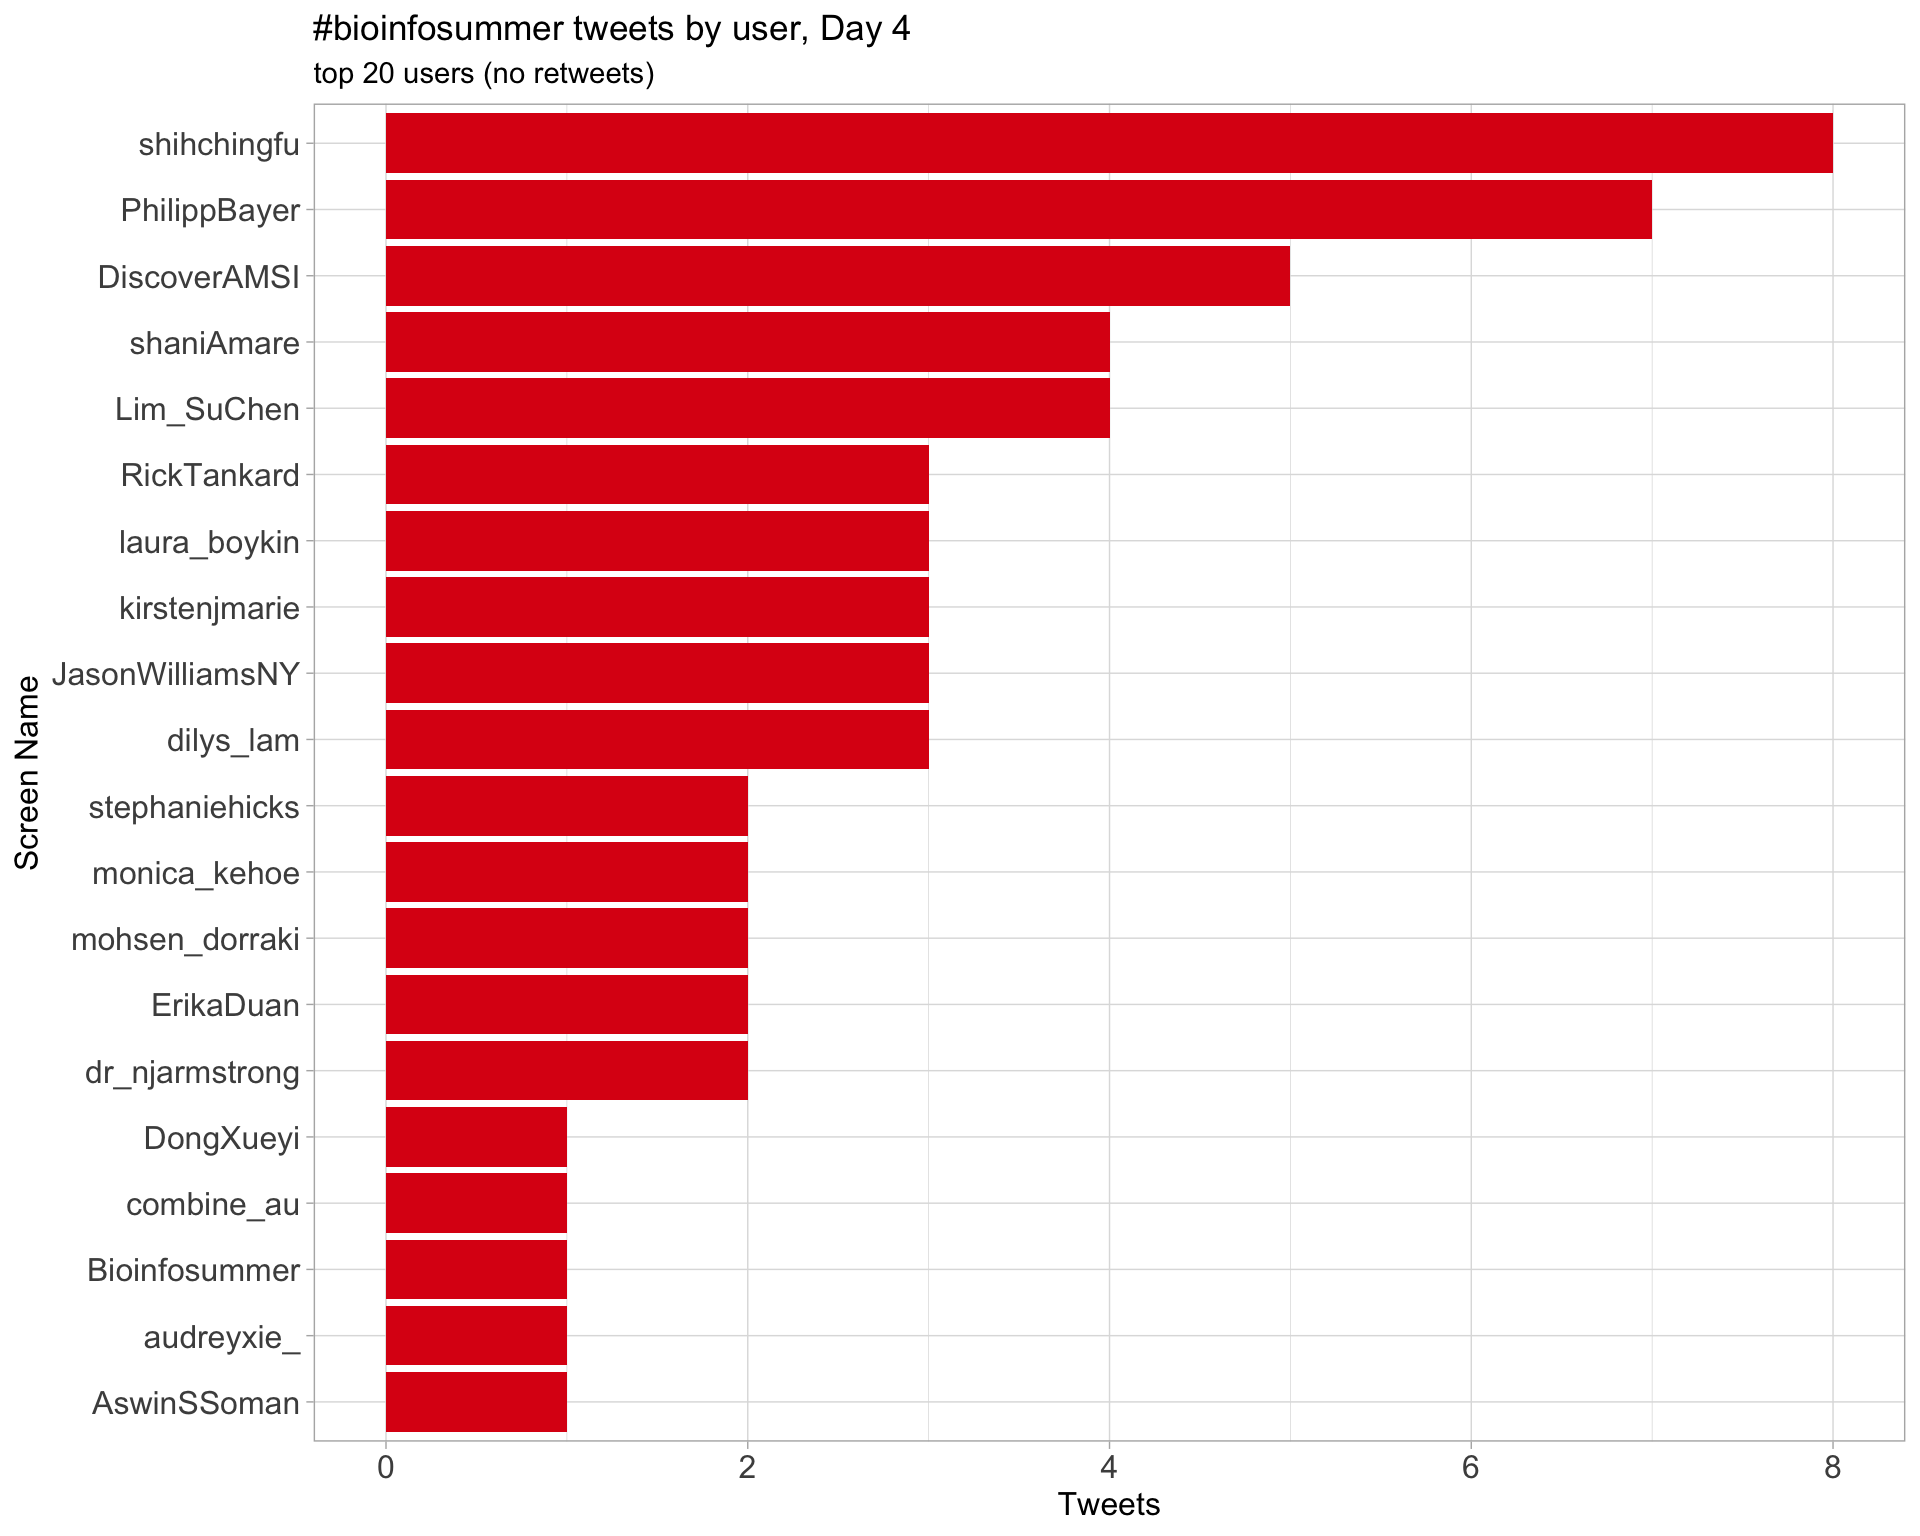 #bioinfosummer tweets by user, Day 4
top 20 users (no retweets)
shihchingfu
PhilippBayer
DiscoverAMSI
shaniAmare
Lim_SuChen
RickTankard
laura_boykin
kirstenjmarie
JasonWilliamsNY
dilys_lam
stephaniehicks
monica_kehoe
mohsen_dorraki
ErikaDuan
dr_njarmstrong
DongXueyi
combine_au
Bioinfosummer
audreyxie_
AswinSSoman
Screen Name
0 2 4 6 8
Tweets